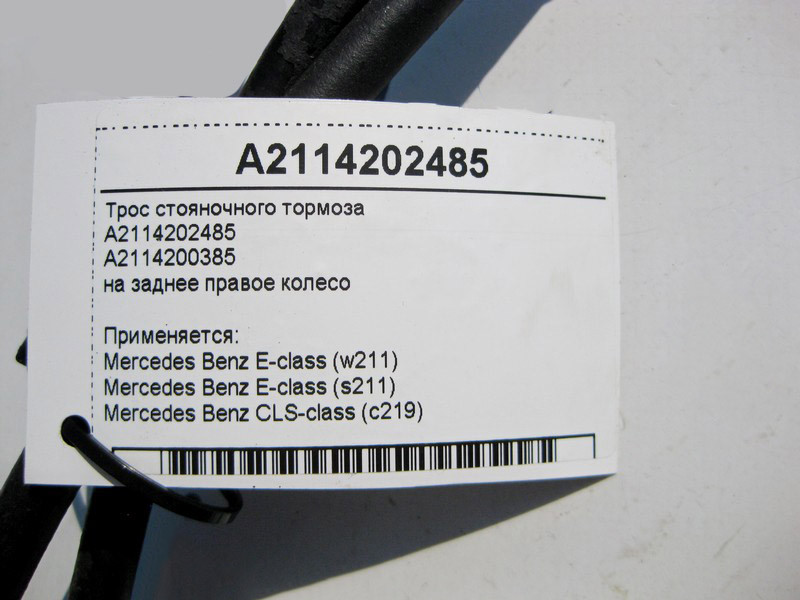 A2114202485
Трос стояночного тормоза
A2114202485
A2114200385
на заднее правое колесо
Применяется:
Mercedes Benz E-class (w211)
Mercedes Benz E-class (s211)
Mercedes Benz CLS-class (c219)